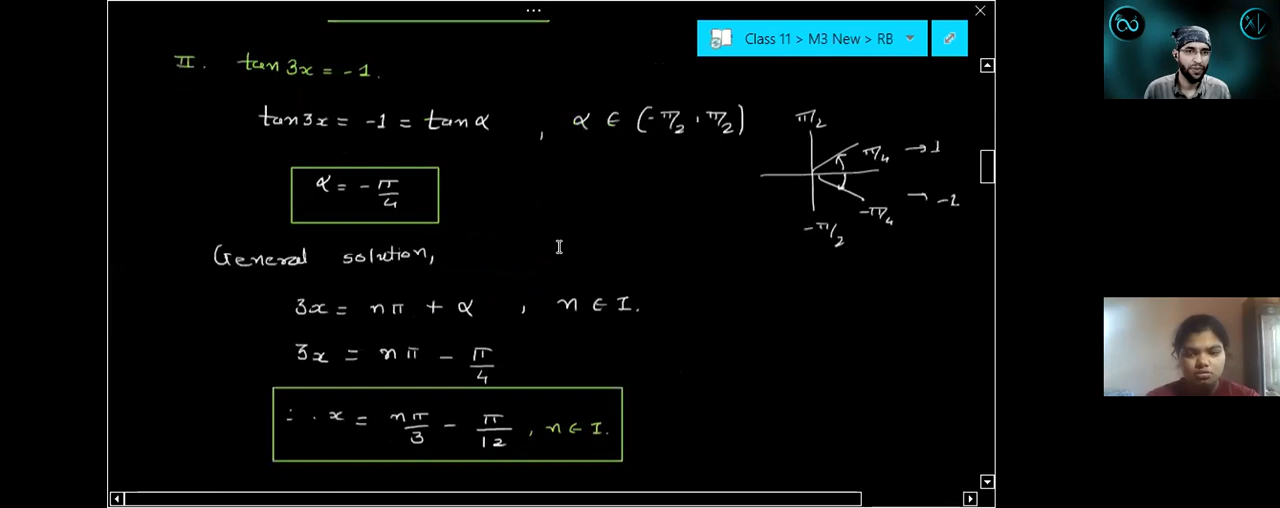 ...
Class 11 > M3 New > RB
II. tan 3x = -1.
tan 3x = -1 = tan α , α ∈ (-π/2, π/2)
π/2
π/4 → 1
-π/4 → -1
-π/2
α = -π/4
General solution,
3x = nπ + α , n ∈ I.
3x = nπ - π/4
∴ x = nπ/3 - π/12 , n ∈ I.